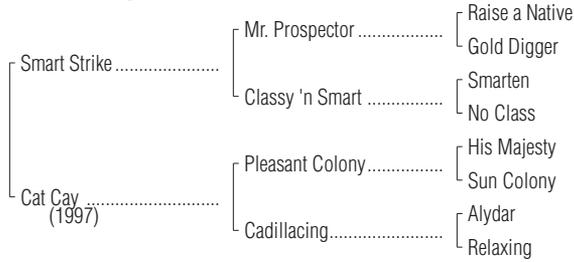 Raise a Native
Mr. Prospector ..................
Gold Digger
Smart Strike ......................
Smarten
Classy 'n Smart ................
No Class
His Majesty
Pleasant Colony................
Sun Colony
Cat Cay ............................
(1997)
Alydar
Cadillacing........................
Relaxing